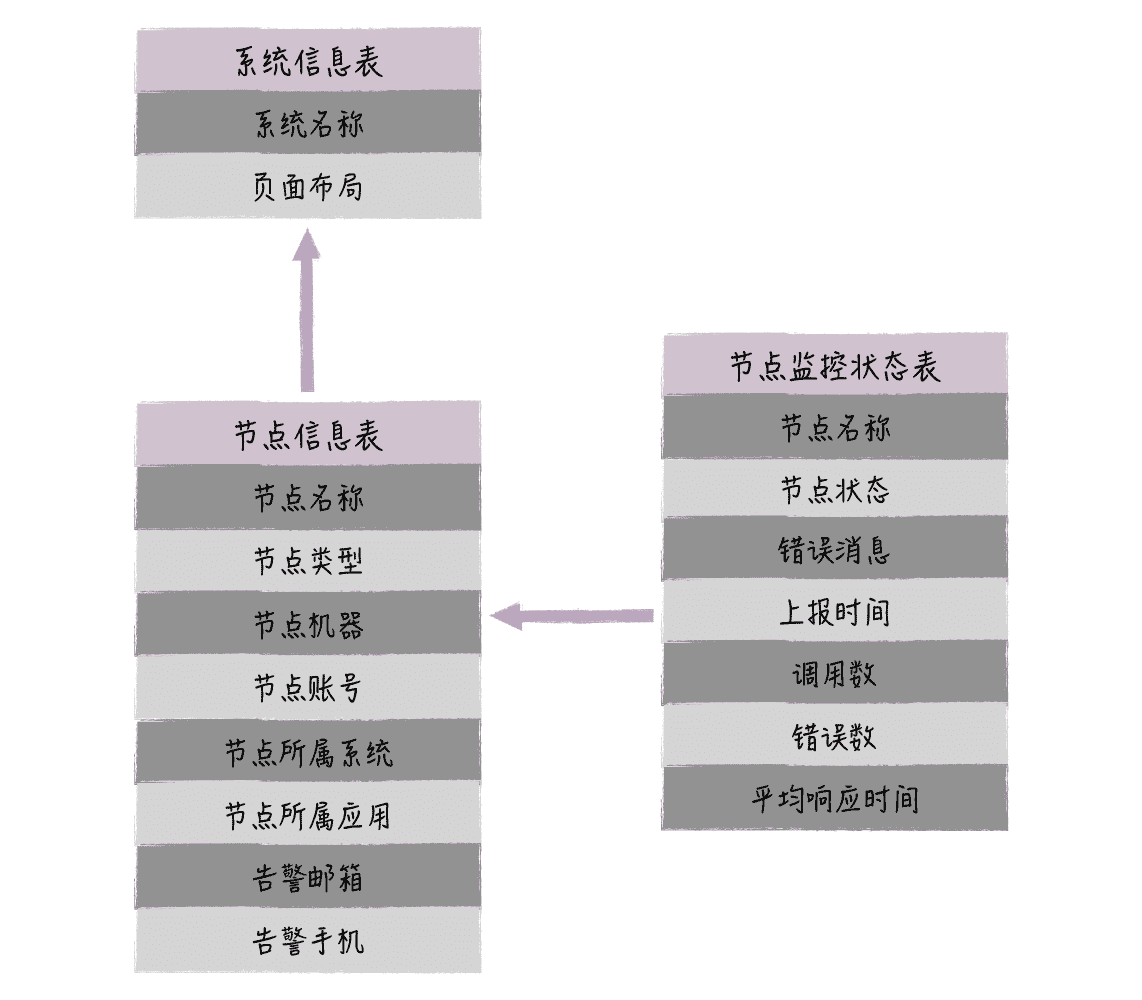 系统信息表
系统名称
页面布局
节点信息表
节点名称
节点类型
节点机器
节点账号
节点所属系统
节点所属应用
告警邮箱
告警手机
节点监控状态表
节点名称
节点状态
错误消息
上报时间
调用数
错误数
平均响应时间